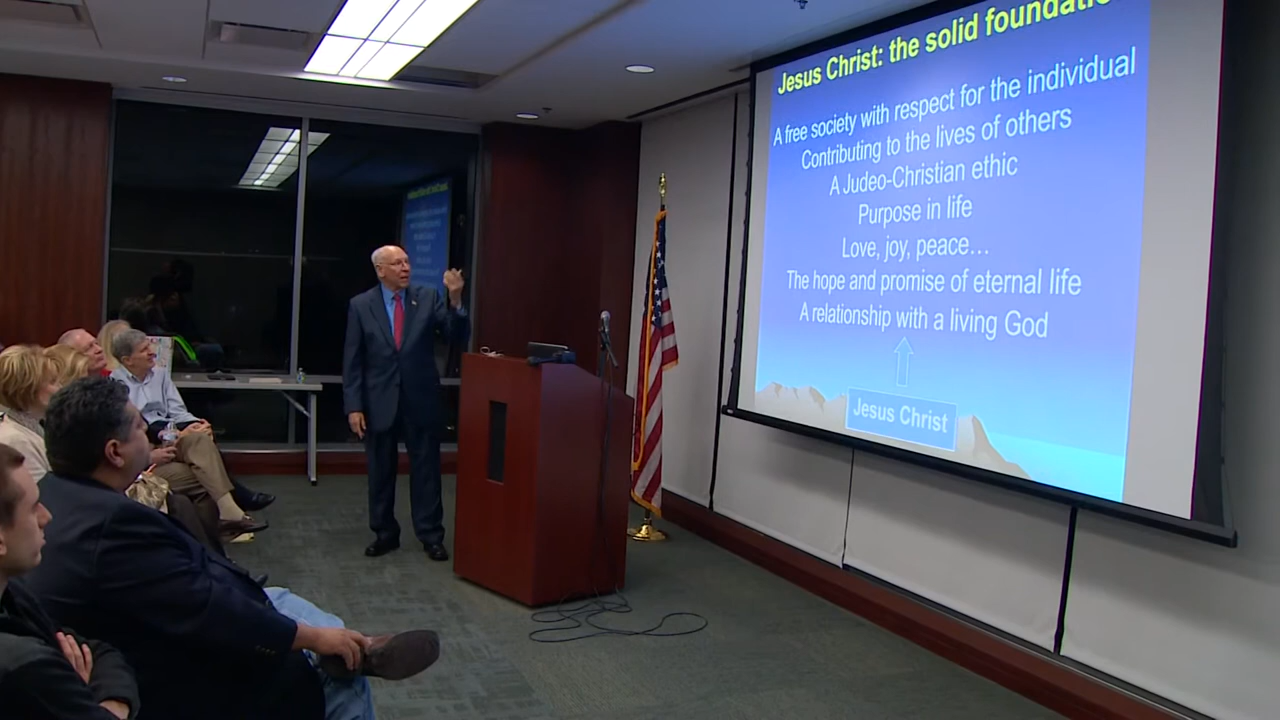 Jesus Christ: the solid foundatio
A free society with respect for the individual
Contributing to the lives of others
A Judeo-Christian ethic
Purpose in life
Love, joy, peace…
The hope and promise of eternal life
A relationship with a living God
Jesus Christ